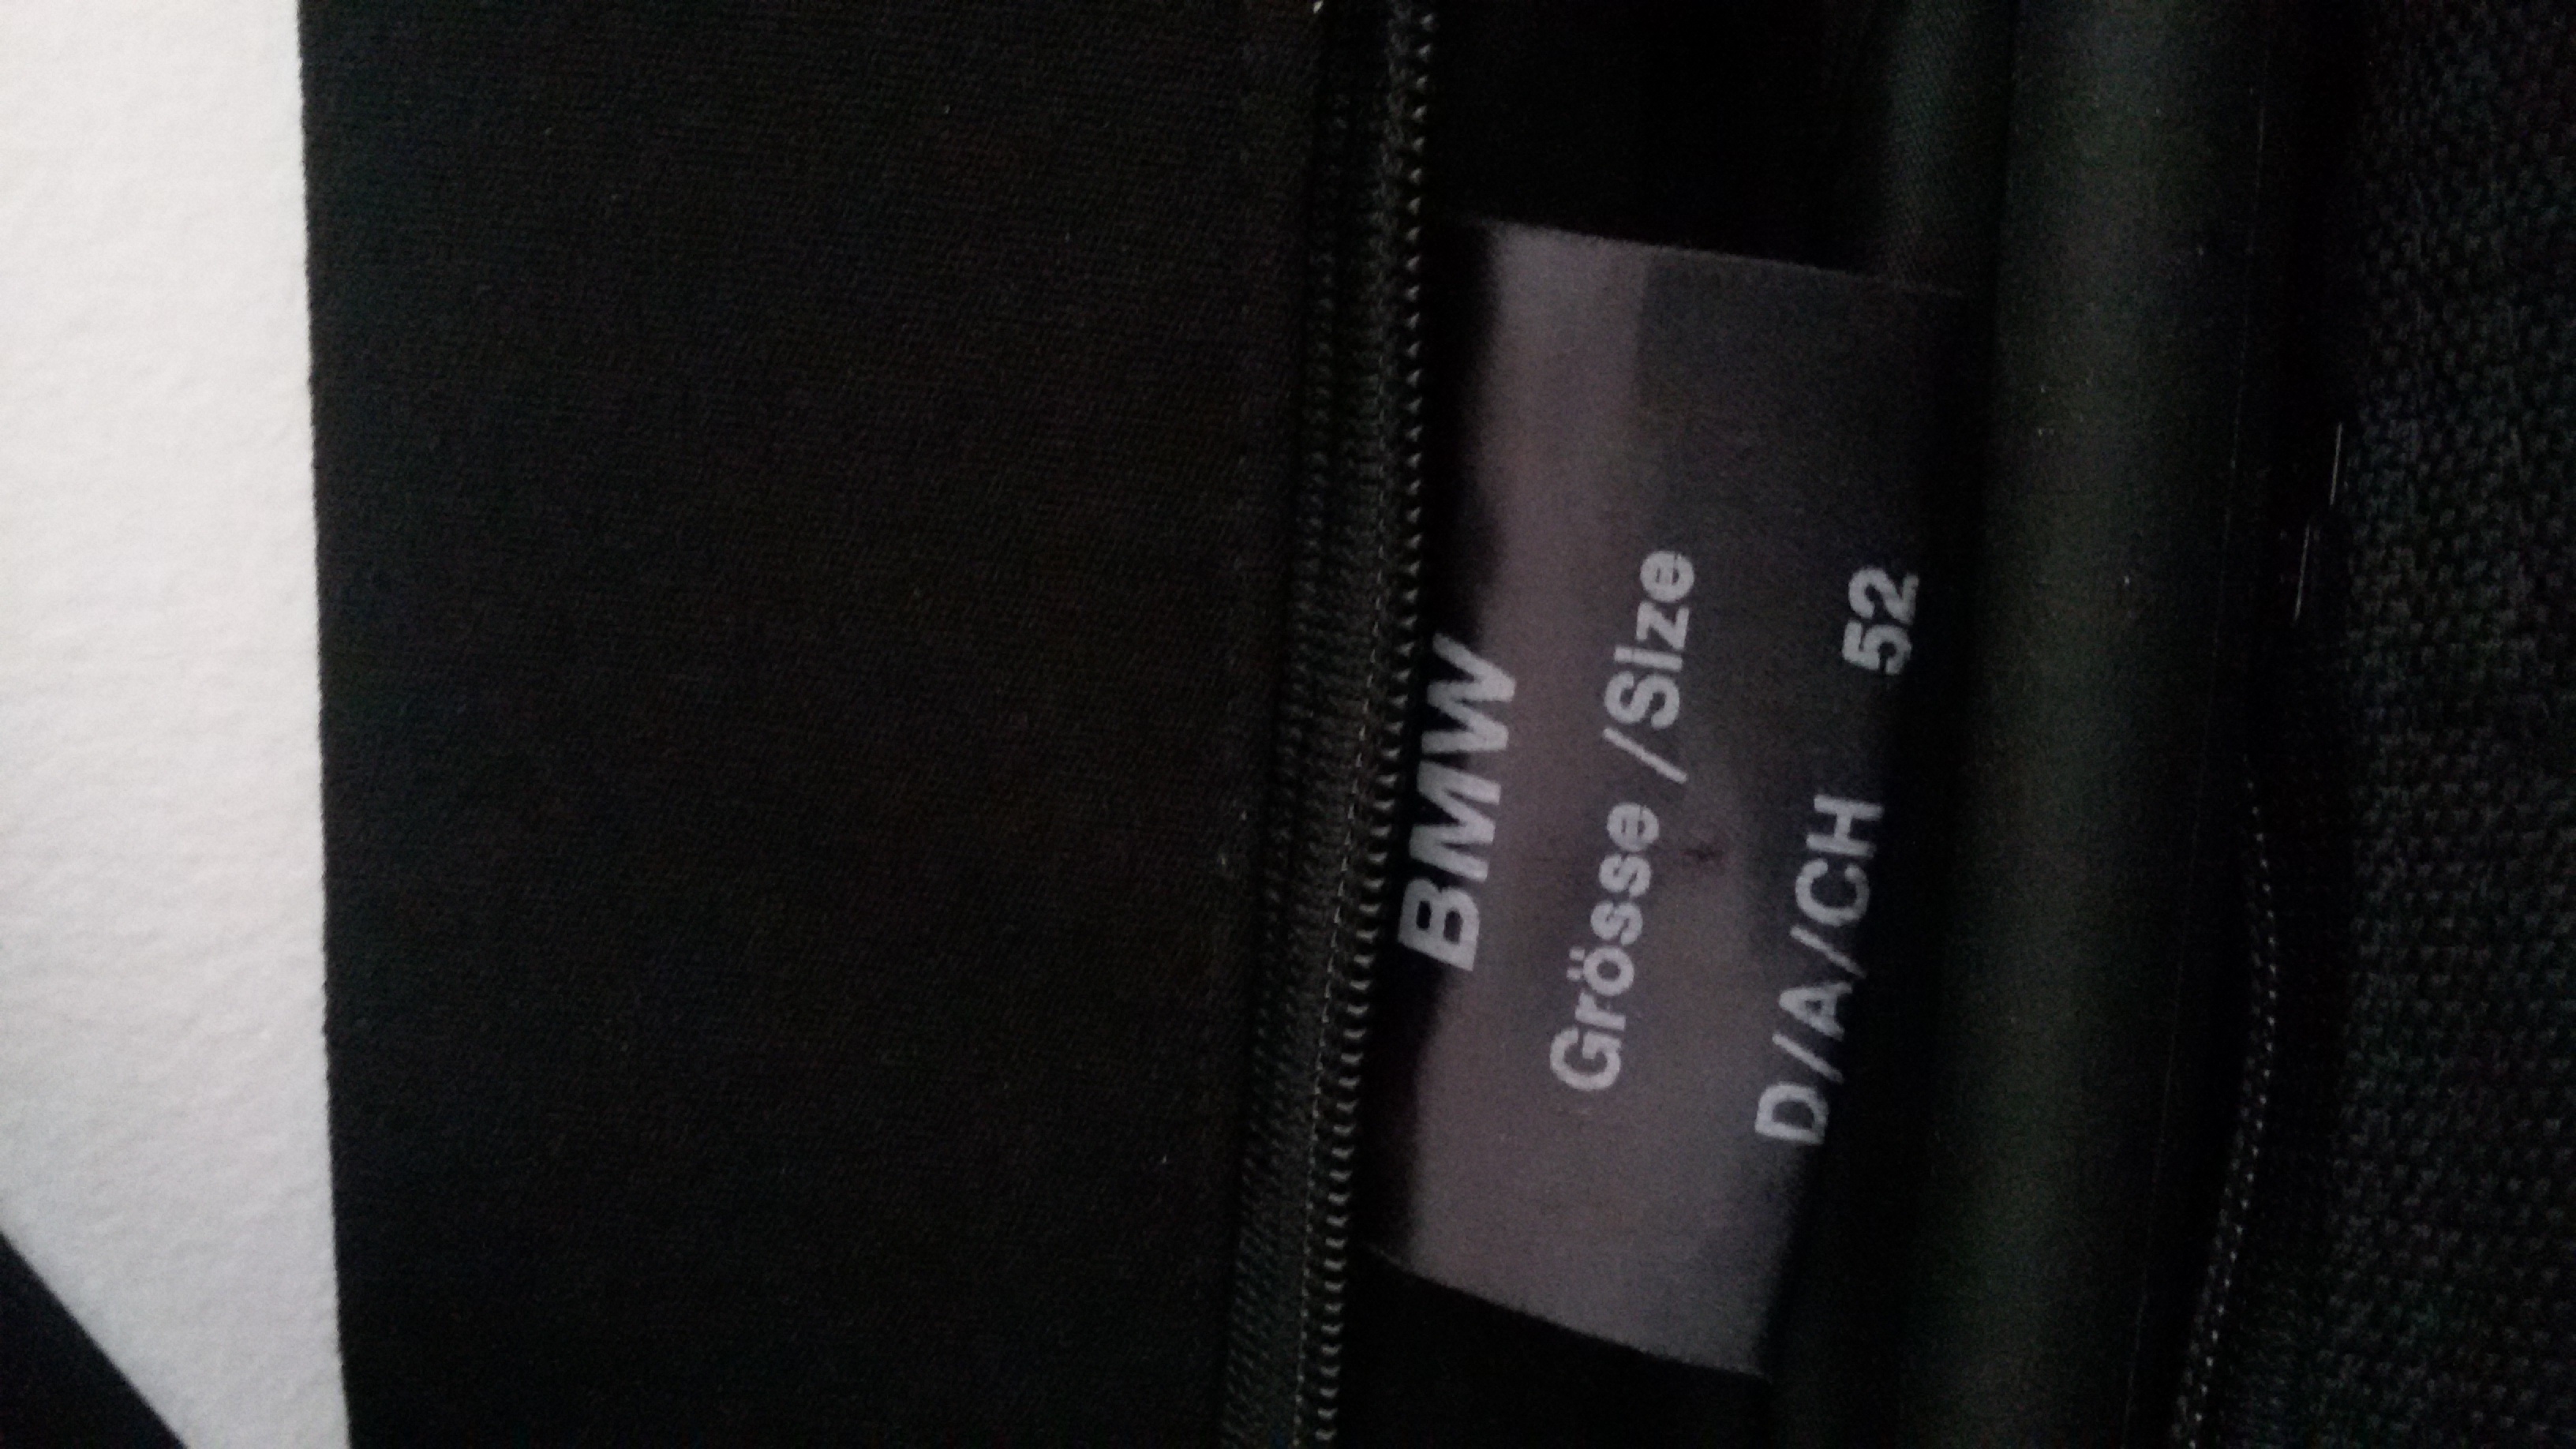 BMW
Grösse /Size
D/A/CH 52